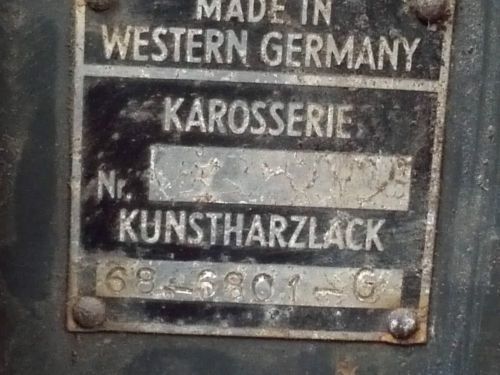 MADE IN
WESTERN GERMANY
KAROSSERIE
Nr.
KUNSTHARZLACK
68-6801-G